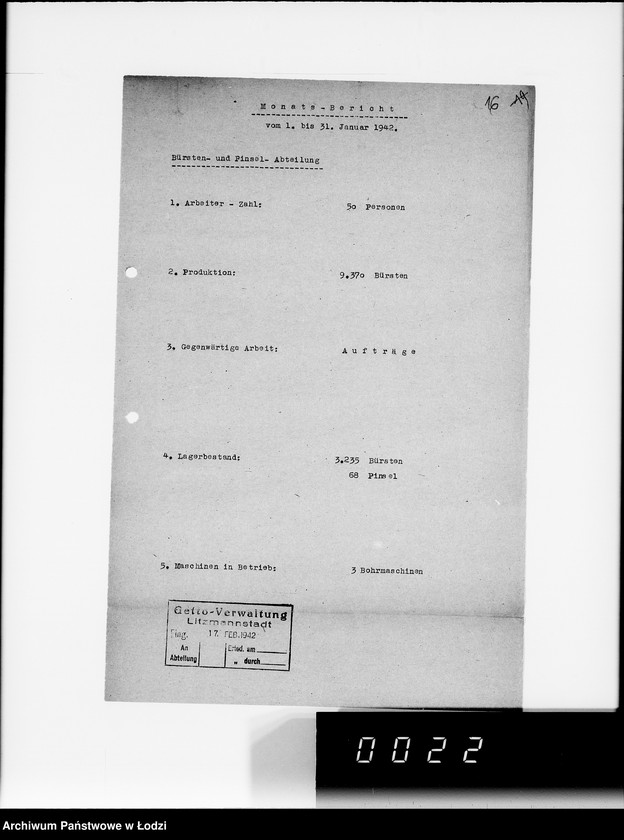 16 19
Monats-Bericht
vom 1. bis 31. Januar 1942.
Bürsten- und Pinsel- Abteilung
1. Arbeiter - Zahl: 50 Personen
2. Produktion: 9.370 Bürsten
3. Gegenwärtige Arbeit: Aufträge
4. Lagerbestand: 3.235 Bürsten
68 Pinsel
5. Maschinen in Betrieb: 3 Bohrmaschinen
Getto-Verwaltung
Litzmannstadt
Eing. 17. FEB. 1942
An Abteilung
Erled. am
„ durch
0022
Archiwum Państwowe w Łodzi